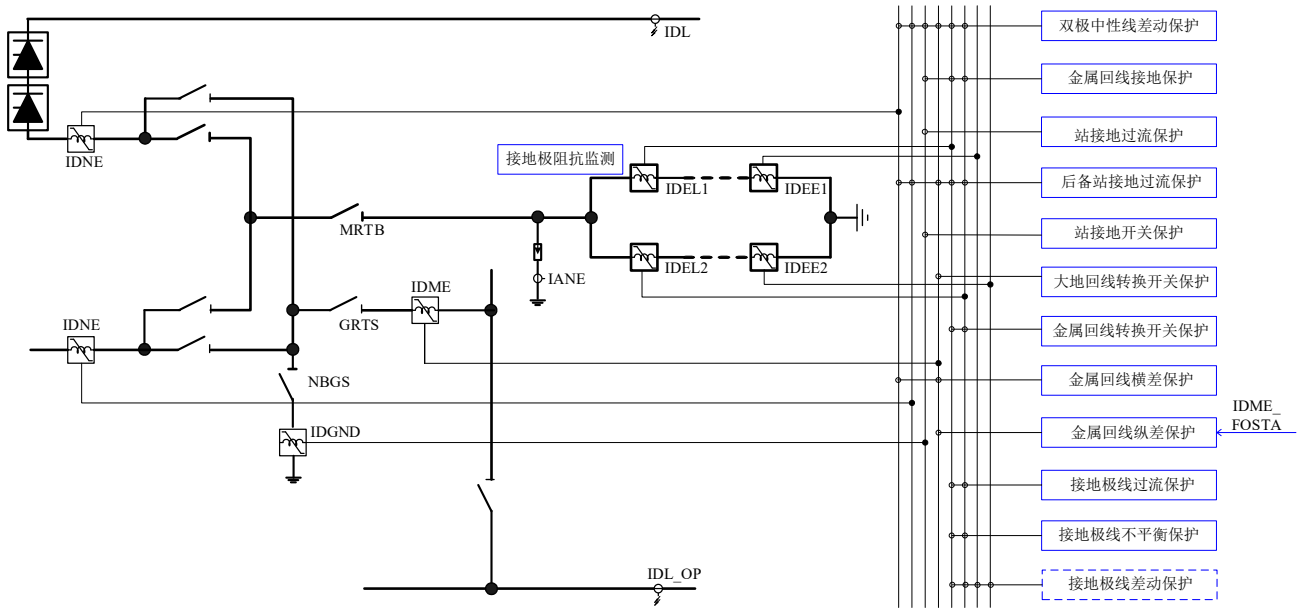 IDL
IDNE
接地极阻抗监测
IDEL1
IDEE1
MRTB
IDEL2
IDEE2
IANE
IDME
IDNE
GRTS
NBGS
IDGND
IDL_OP
双极中性线差动保护
金属回线接地保护
站接地过流保护
后备站接地过流保护
站接地开关保护
大地回线转换开关保护
金属回线转换开关保护
金属回线横差保护
金属回线纵差保护
IDME_
FOSTA
接地极线过流保护
接地极线不平衡保护
接地极线差动保护